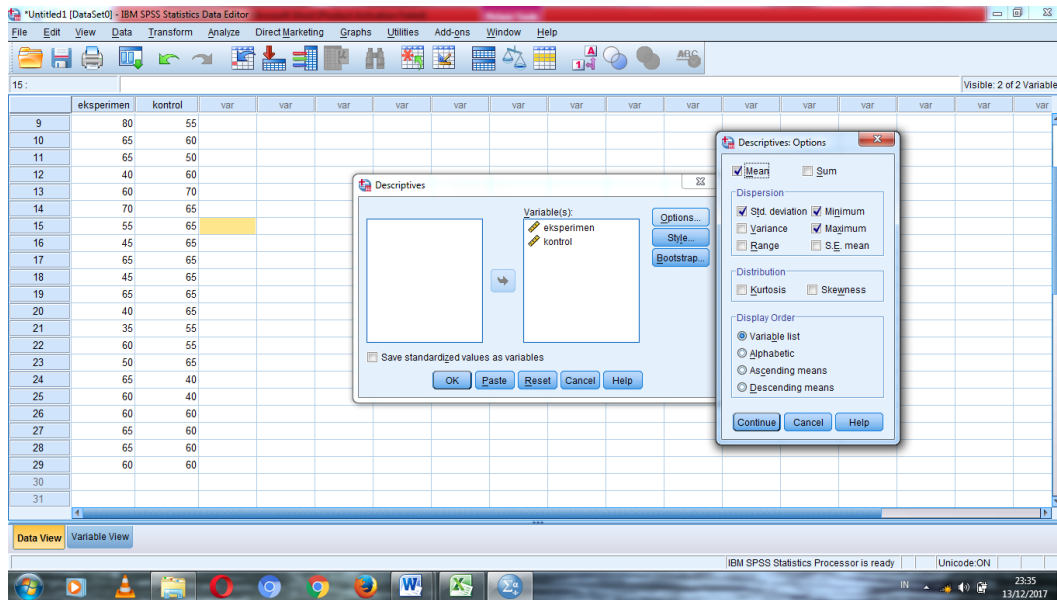 *Untitled1 [DataSet0] - IBM SPSS Statistics Data Editor
File Edit View Data Transform Analyze Direct Marketing Graphs Utilities Add-ons Window Help
15 :
Visible: 2 of 2 Variable
eksperimen kontrol var var var var var var var var var var var var var var
9 80 55
10 65 60
11 65 50
12 40 60
13 60 70
14 70 65
15 55 65
16 45 65
17 65 65
18 45 65
19 65 65
20 40 65
21 35 55
22 60 55
23 50 65
24 65 40
25 60 40
26 60 60
27 65 60
28 65 60
29 60 60
30
31
Descriptives
Variable(s):
eksperimen
kontrol
Options...
Style...
Bootstrap...
Save standardized values as variables
OK Paste Reset Cancel Help
Descriptives: Options
Mean Sum
Dispersion
Std. deviation Minimum
Variance Maximum
Range S.E. mean
Distribution
Kurtosis Skewness
Display Order
Variable list
Alphabetic
Ascending means
Descending means
Continue Cancel Help
Data View Variable View
IBM SPSS Statistics Processor is ready Unicode:ON
IN 23:35
13/12/2017